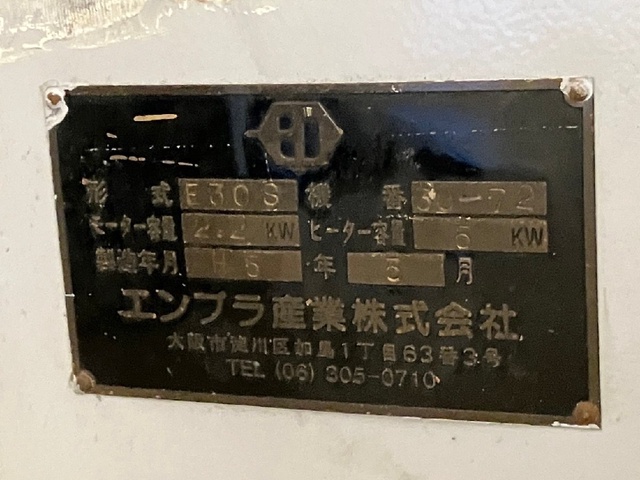 形式 E30S 機番 30-72
モーター容量 2.2 KW ヒーター容量 5 KW
製造年月 H5 年 5 月
エンプラ産業株式会社
大阪市淀川区加島1丁目63番3号
TEL (06) 305-0710